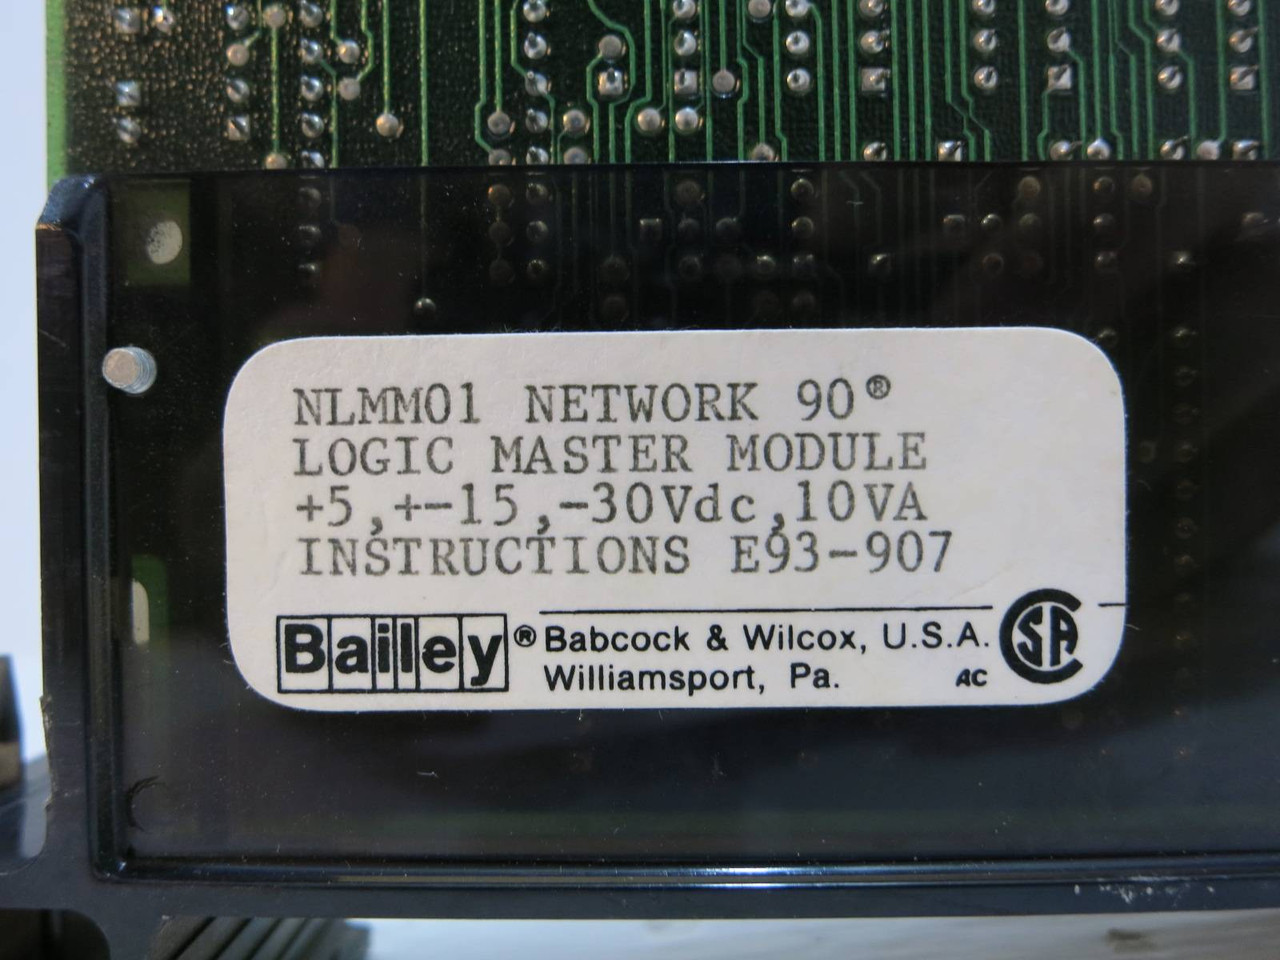 NLMM01 NETWORK 90®
LOGIC MASTER MODULE
+5,+-15,-30Vdc,10VA
INSTRUCTIONS E93-907
Bailey® Babcock & Wilcox, U.S.A.
Williamsport, Pa.
AC
SA